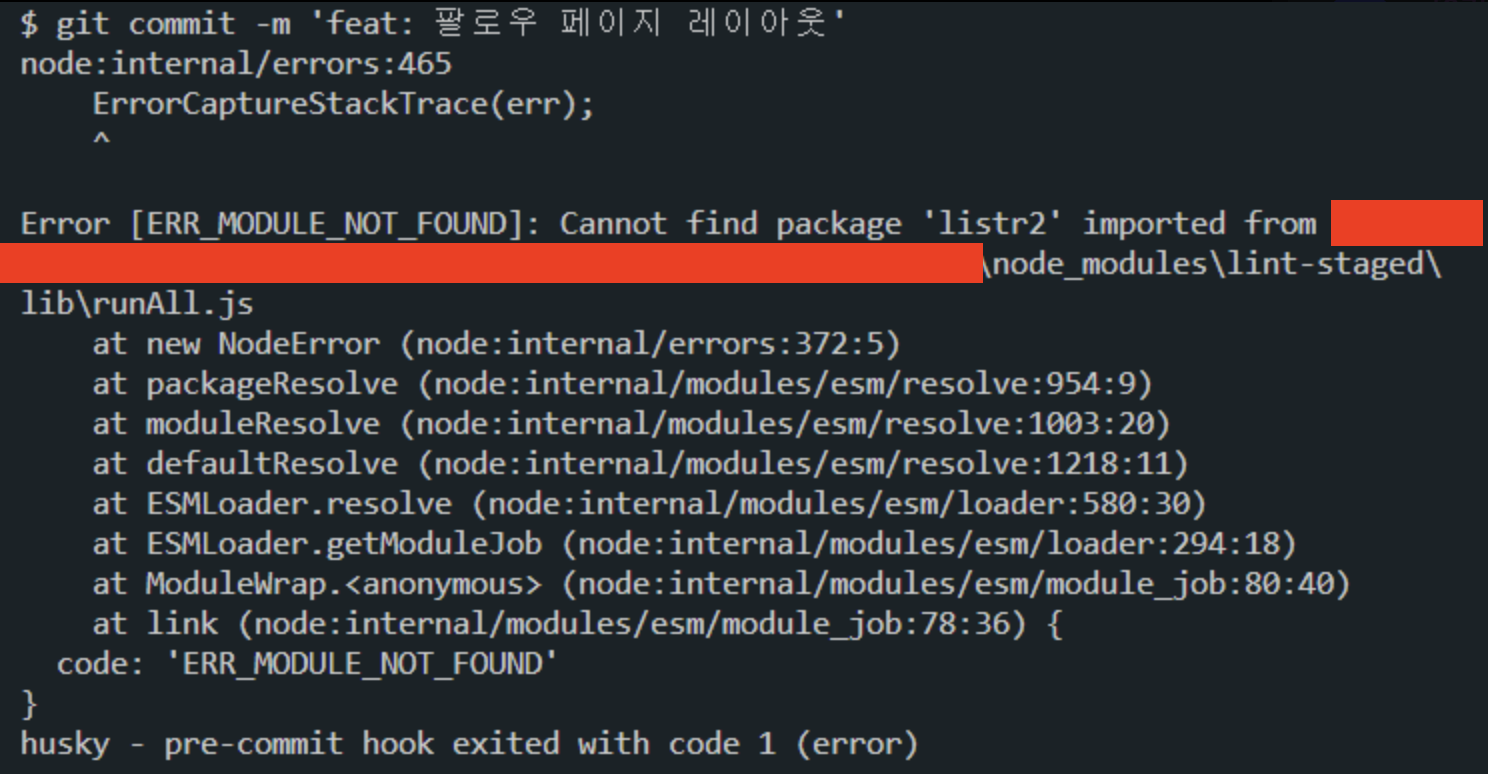 $ git commit -m 'feat: 팔로우 페이지 레이아웃'
node:internal/errors:465
    ErrorCaptureStackTrace(err);
    ^
Error [ERR_MODULE_NOT_FOUND]: Cannot find package 'listr2' imported from
\node_modules\lint-staged\
lib\runAll.js
    at new NodeError (node:internal/errors:372:5)
    at packageResolve (node:internal/modules/esm/resolve:954:9)
    at moduleResolve (node:internal/modules/esm/resolve:1003:20)
    at defaultResolve (node:internal/modules/esm/resolve:1218:11)
    at ESMLoader.resolve (node:internal/modules/esm/loader:580:30)
    at ESMLoader.getModuleJob (node:internal/modules/esm/loader:294:18)
    at ModuleWrap.<anonymous> (node:internal/modules/esm/module_job:80:40)
    at link (node:internal/modules/esm/module_job:78:36) {
  code: 'ERR_MODULE_NOT_FOUND'
}
husky - pre-commit hook exited with code 1 (error)